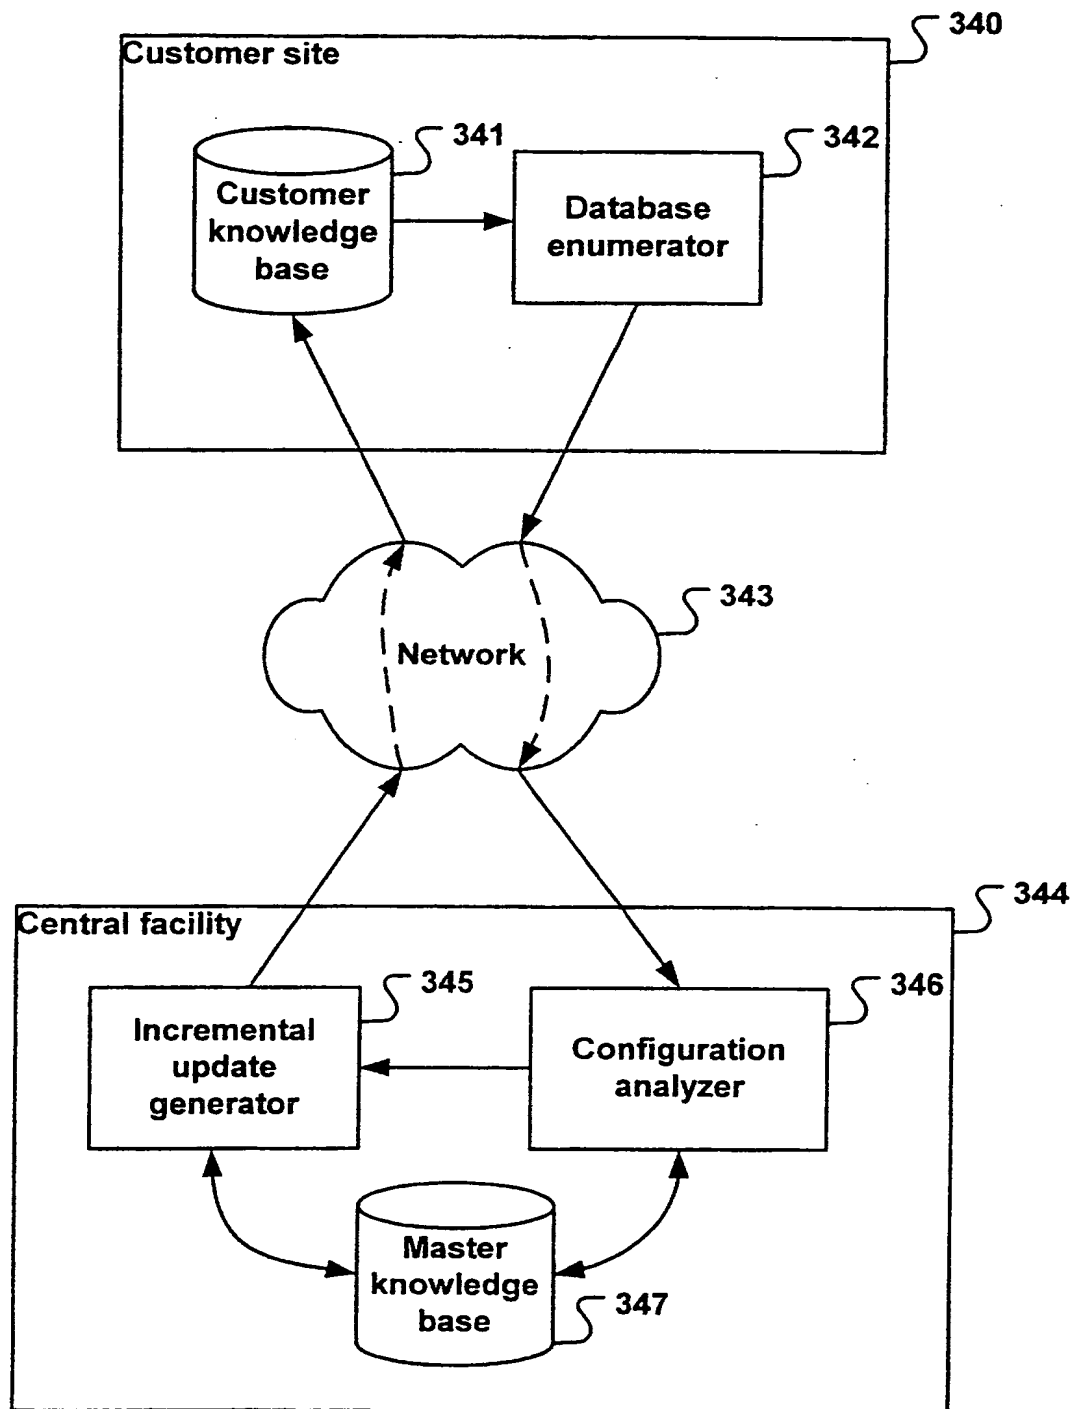 340
Customer site
341
342
Customer
knowledge
base
Database
enumerator
343
Network
344
Central facility
345
346
Incremental
update
generator
Configuration
analyzer
Master
knowledge
base
347